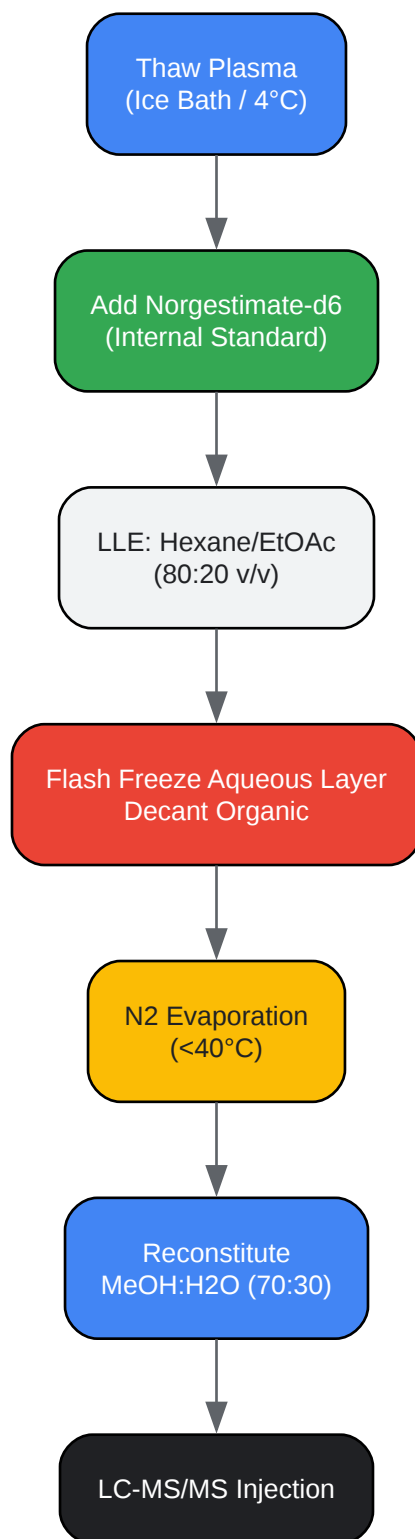 Thaw Plasma
(Ice Bath / 4°C)
Add Norgestimate-d6
(Internal Standard)
LLE: Hexane/EtOAc
(80:20 v/v)
Flash Freeze Aqueous Layer
Decant Organic
N2 Evaporation
(<40°C)
Reconstitute
MeOH:H2O (70:30)
LC-MS/MS Injection